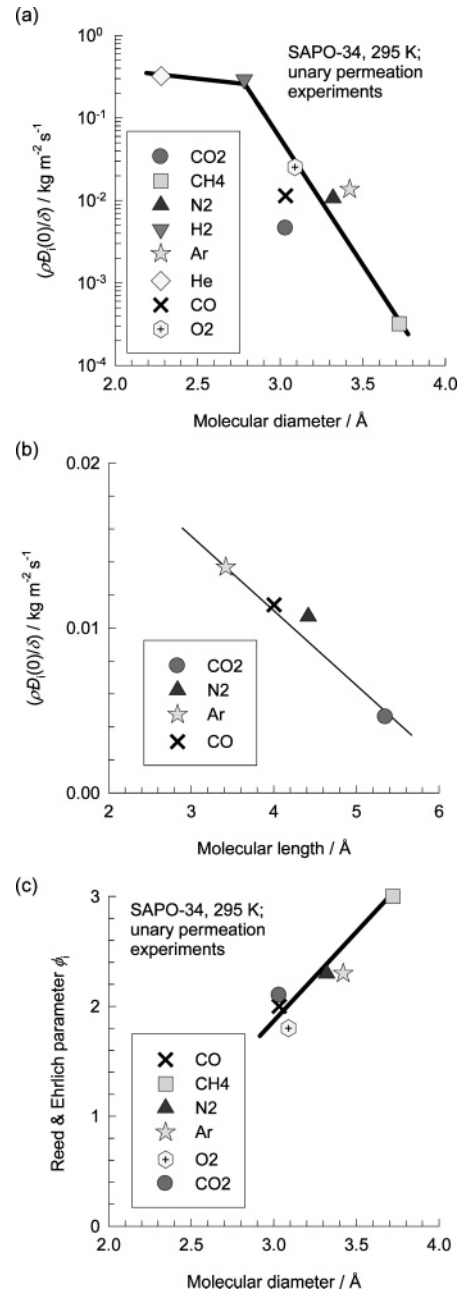 (a)
10⁰
10⁻¹
10⁻²
10⁻³
10⁻⁴
(ρĐᵢ(0)/δ) / kg m⁻² s⁻¹
SAPO-34, 295 K;
unary permeation
experiments
CO2
CH4
N2
H2
Ar
He
CO
O2
2.0 2.5 3.0 3.5 4.0
Molecular diameter / Å
(b)
0.02
0.01
0.00
(ρĐᵢ(0)/δ) / kg m⁻² s⁻¹
CO2
N2
Ar
CO
2 3 4 5 6
Molecular length / Å
(c)
3
2
1
0
Reed & Ehrlich parameter ϕᵢ
SAPO-34, 295 K;
unary permeation
experiments
CO
CH4
N2
Ar
O2
CO2
2.0 2.5 3.0 3.5 4.0
Molecular diameter / Å